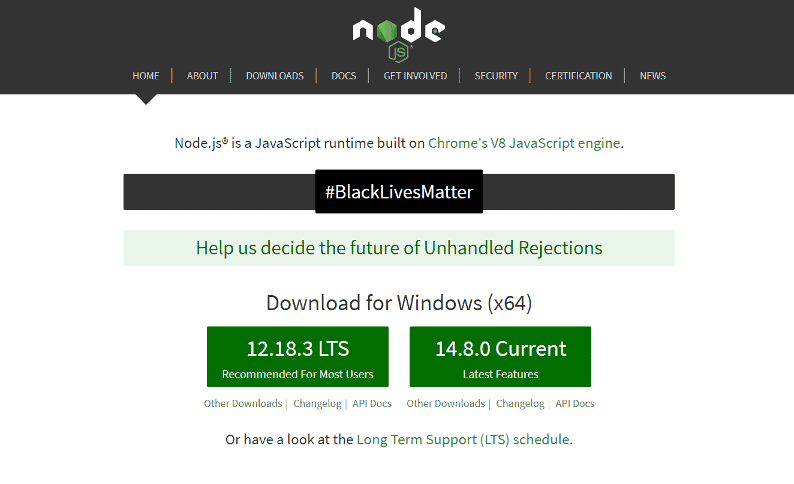 node
JS
HOME | ABOUT | DOWNLOADS | DOCS | GET INVOLVED | SECURITY | CERTIFICATION | NEWS
Node.js® is a JavaScript runtime built on Chrome's V8 JavaScript engine.
#BlackLivesMatter
Help us decide the future of Unhandled Rejections
Download for Windows (x64)
12.18.3 LTS
Recommended For Most Users
14.8.0 Current
Latest Features
Other Downloads | Changelog | API Docs
Other Downloads | Changelog | API Docs
Or have a look at the Long Term Support (LTS) schedule.